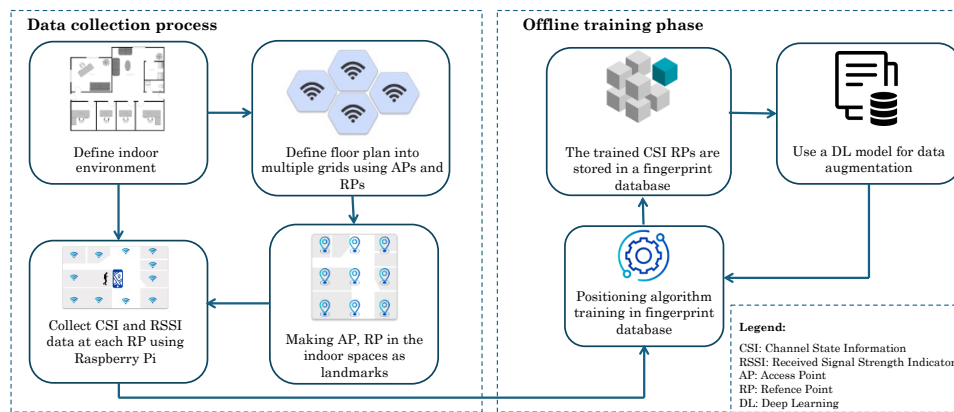 Data collection process
Define indoor
environment
Define floor plan into
multiple grids using APs and
RPs
Collect CSI and RSSI
data at each RP using
Raspberry Pi
Making AP, RP in the
indoor spaces as
landmarks
Offline training phase
The trained CSI RPs are
stored in a fingerprint
database
Use a DL model for data
augmentation
Positioning algorithm
training in fingerprint
database
Legend:
CSI: Channel State Information
RSSI: Received Signal Strength Indicator
AP: Access Point
RP: Refence Point
DL: Deep Learning